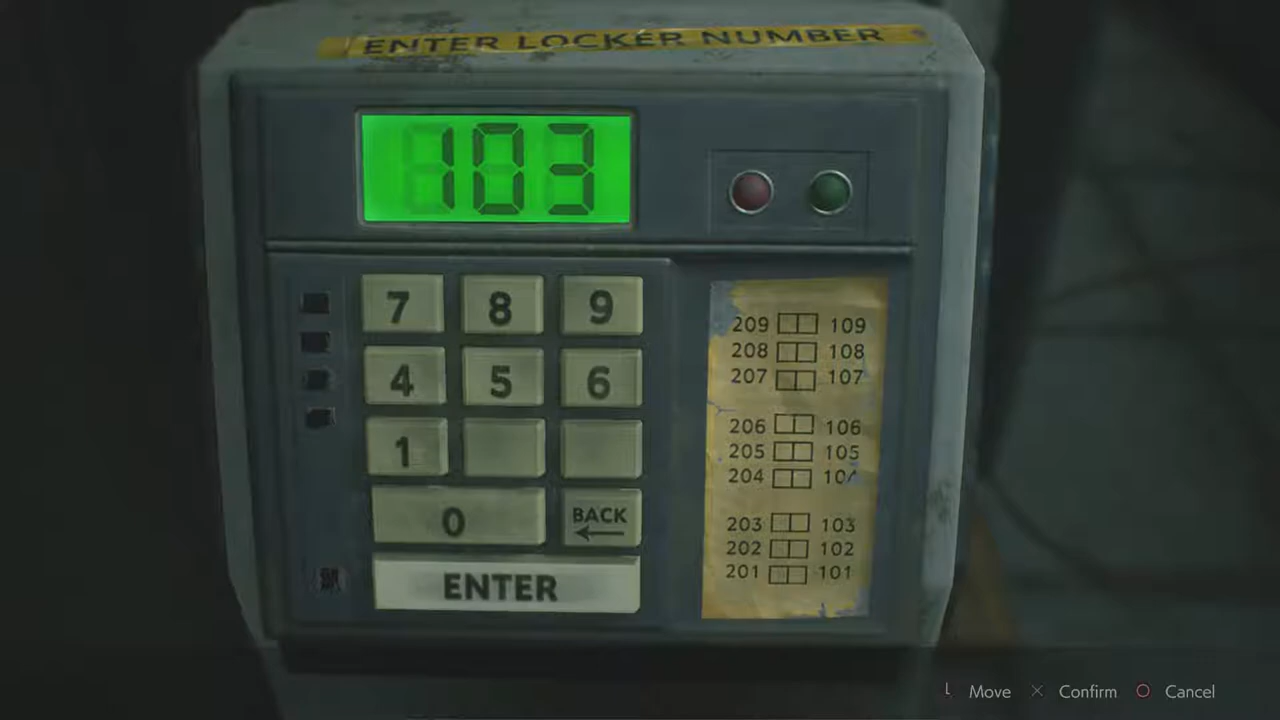 ENTER LOCKER NUMBER
103
7 8 9
4 5 6
1
0 BACK
ENTER
209 109
208 108
207 107
206 106
205 105
204 104
203 103
202 102
201 101
Move Confirm Cancel